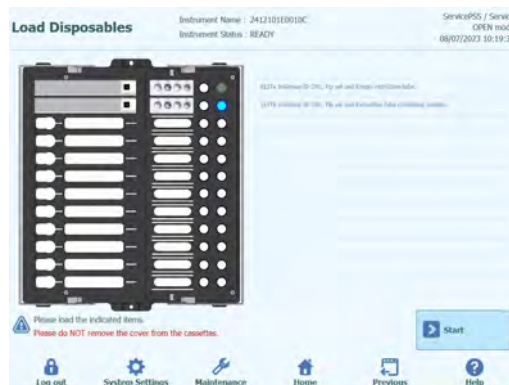 Load Disposables
Instrument Name : 2412101E0010C
Instrument Status : READY
ServicePSS / Servi
OPEN mod
08/07/2023 10:19:3
Please load the indicated items.
Please do NOT remove the cover from the cassettes.
Start
Log out
System Settings
Maintenance
Home
Previous
Help